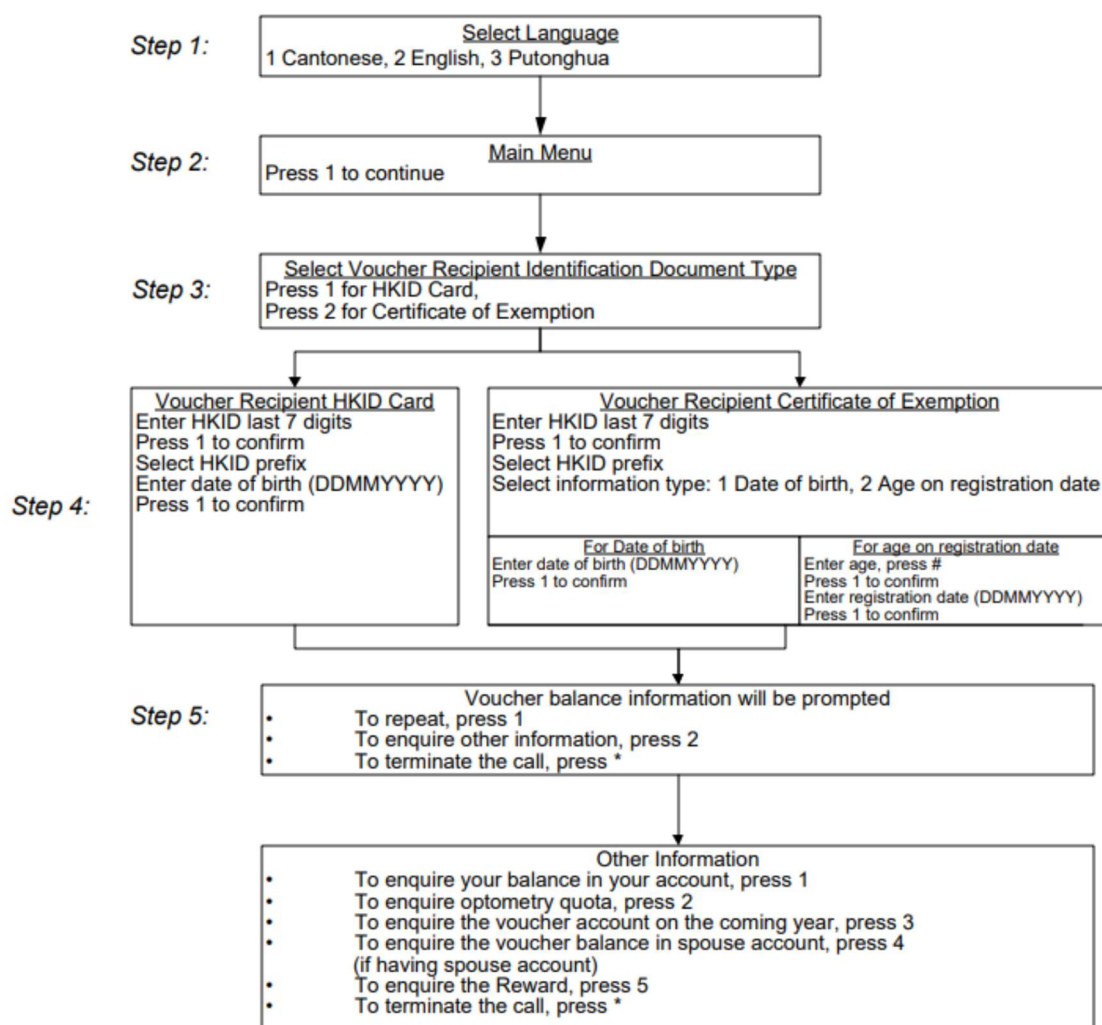 Step 1:
Select Language
1 Cantonese, 2 English, 3 Putonghua
Step 2:
Main Menu
Press 1 to continue
Step 3:
Select Voucher Recipient Identification Document Type
Press 1 for HKID Card,
Press 2 for Certificate of Exemption
Step 4:
Voucher Recipient HKID Card
Enter HKID last 7 digits
Press 1 to confirm
Select HKID prefix
Enter date of birth (DDMMYYYY)
Press 1 to confirm
Voucher Recipient Certificate of Exemption
Enter HKID last 7 digits
Press 1 to confirm
Select HKID prefix
Select information type: 1 Date of birth, 2 Age on registration date
For Date of birth
Enter date of birth (DDMMYYYY)
Press 1 to confirm
For age on registration date
Enter age, press #
Press 1 to confirm
Enter registration date (DDMMYYYY)
Press 1 to confirm
Step 5:
Voucher balance information will be prompted
• To repeat, press 1
• To enquire other information, press 2
• To terminate the call, press *
Other Information
• To enquire your balance in your account, press 1
• To enquire optometry quota, press 2
• To enquire the voucher account on the coming year, press 3
• To enquire the voucher balance in spouse account, press 4
(if having spouse account)
• To enquire the Reward, press 5
• To terminate the call, press *